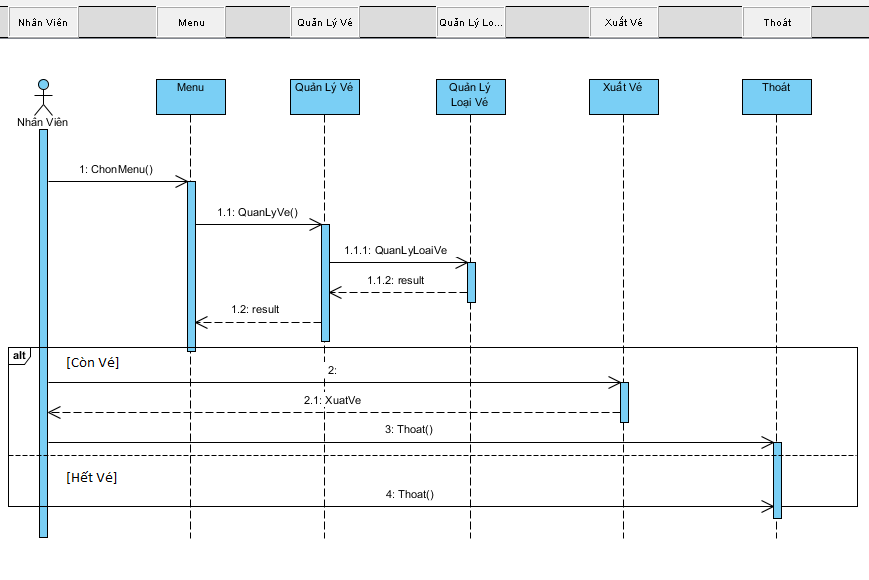 Nhân Viên
Menu
Quản Lý Vé
Quản Lý Lo...
Xuất Vé
Thoát
Nhân Viên
Menu
Quản Lý Vé
Quản Lý
Loại Vé
Xuất Vé
Thoát
1: ChonMenu()
1.1: QuanLyVe()
1.1.1: QuanLyLoaiVe
1.1.2: result
1.2: result
alt
[Còn Vé]
2:
2.1: XuatVe
3: Thoat()
[Hết Vé]
4: Thoat()